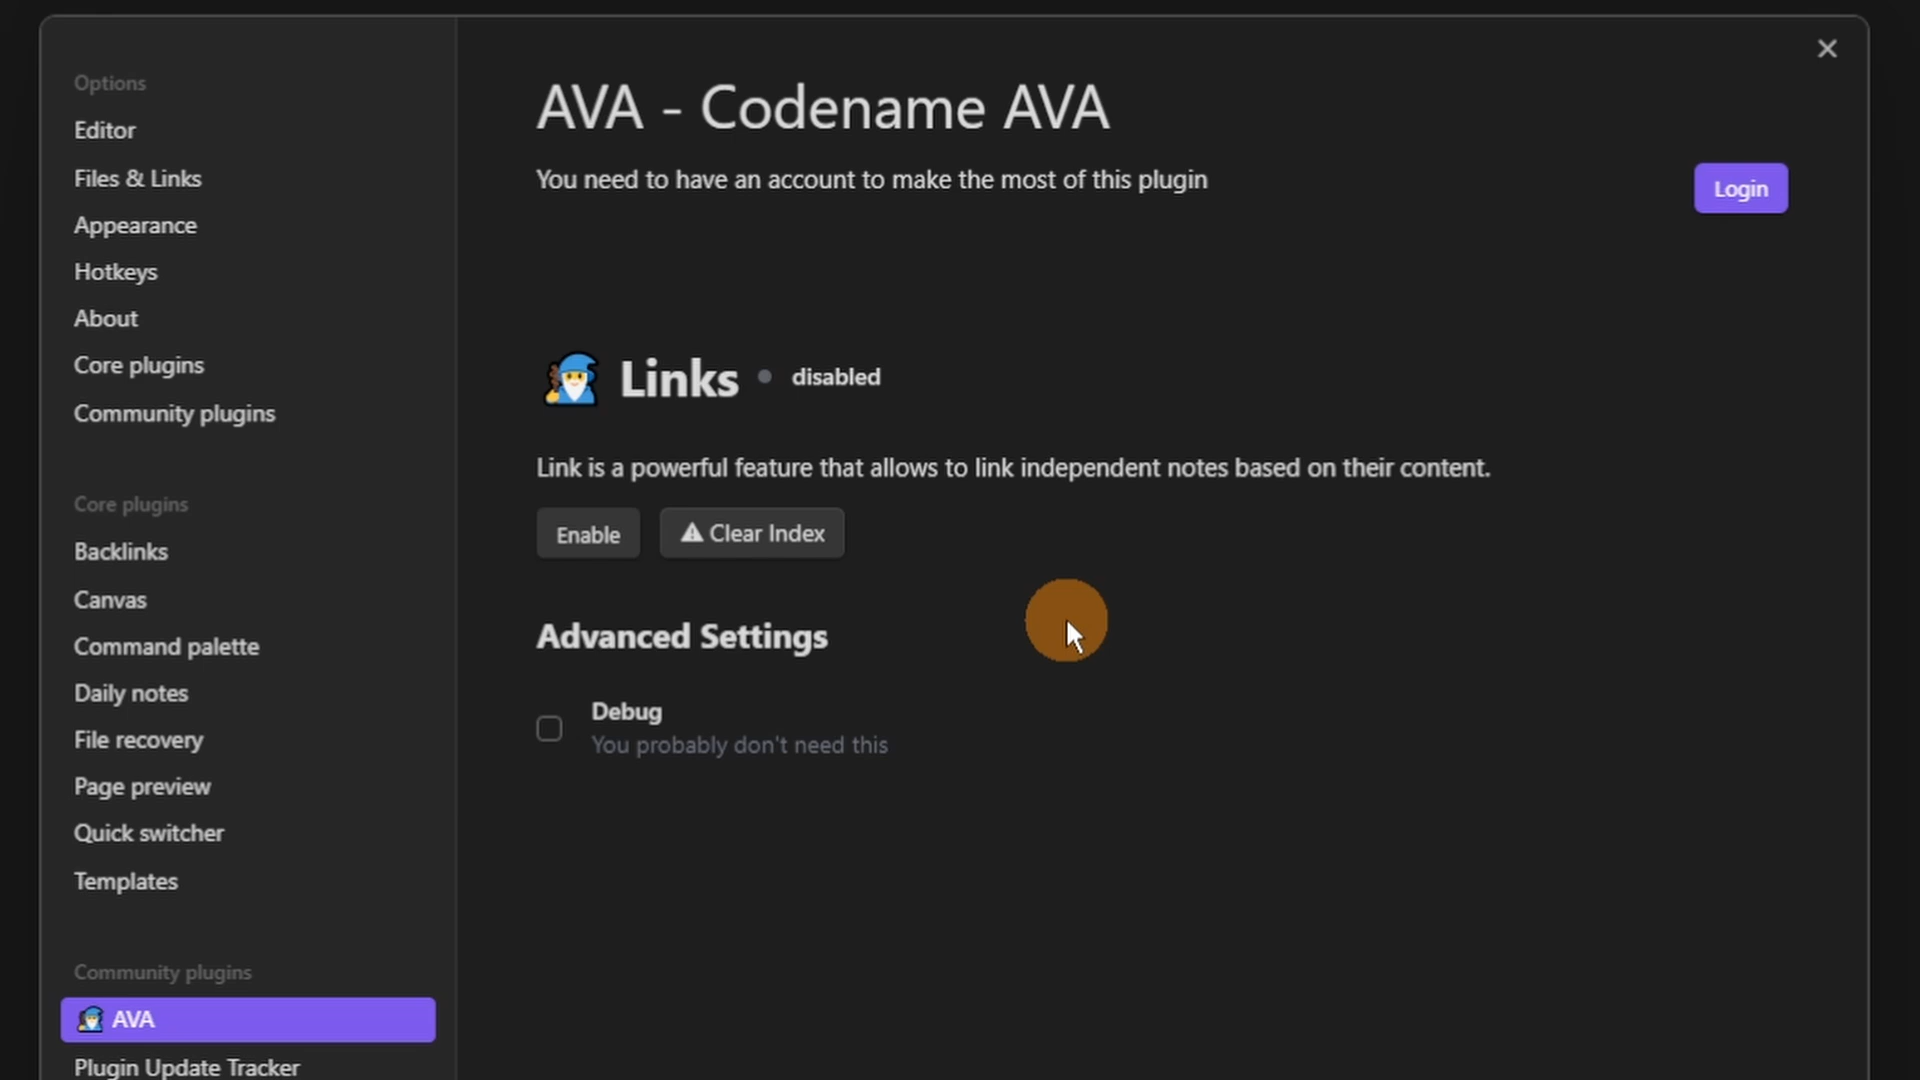 Options
Editor
Files & Links
Appearance
Hotkeys
About
Core plugins
Community plugins
Core plugins
Backlinks
Canvas
Command palette
Daily notes
File recovery
Page preview
Quick switcher
Templates
Community plugins
AVA
Plugin Update Tracker
AVA - Codename AVA
You need to have an account to make the most of this plugin
Login
Links disabled
Link is a powerful feature that allows to link independent notes based on their content.
Enable Clear Index
Advanced Settings
Debug
You probably don't need this